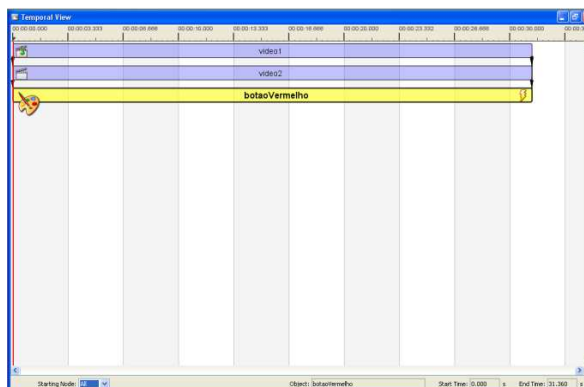 Temporal View
00:00:00.000 00:00:03.333 00:00:06.666 00:00:10.000 00:00:13.333 00:00:16.666 00:00:20.000 00:00:23.332 00:00:26.666 00:00:30.000
video1
video2
botaoVermelho
Starting Node: All Object: botaoVermelho Start Time: 0.000 s End Time: 31.360 s